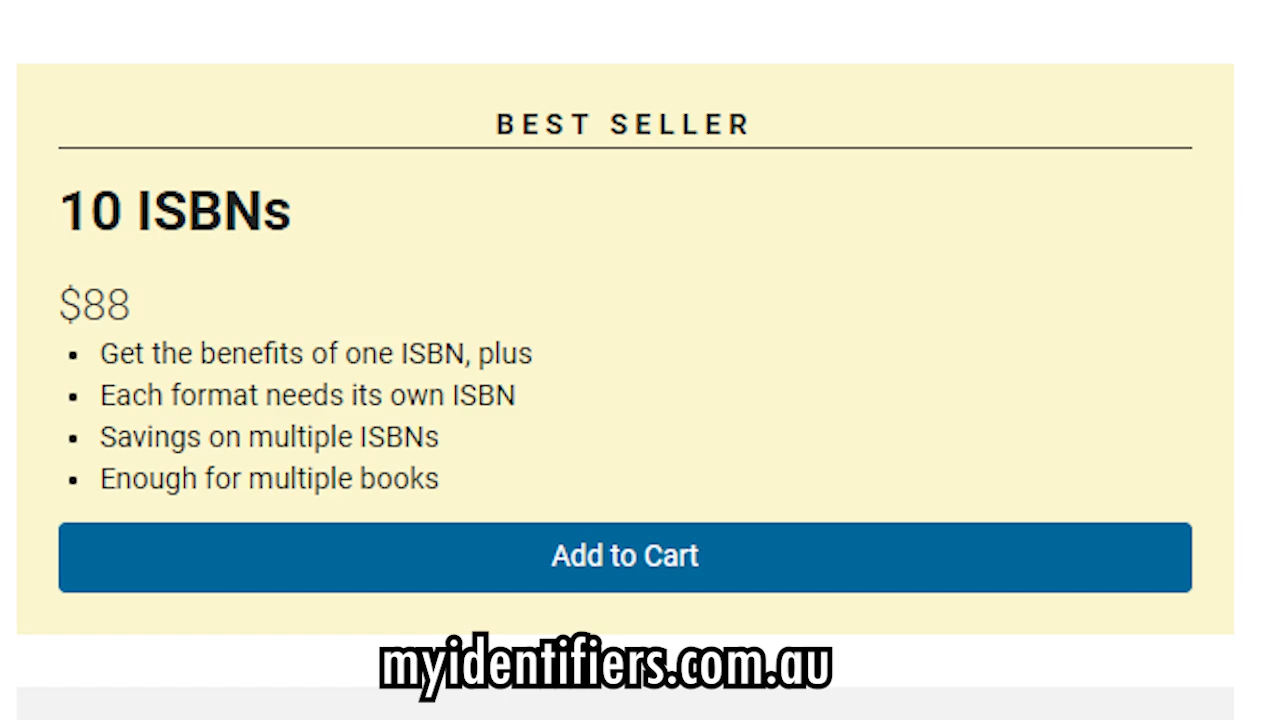 BEST SELLER
10 ISBNs
$88
Get the benefits of one ISBN, plus
Each format needs its own ISBN
Savings on multiple ISBNs
Enough for multiple books
Add to Cart
myidentifiers.com.au